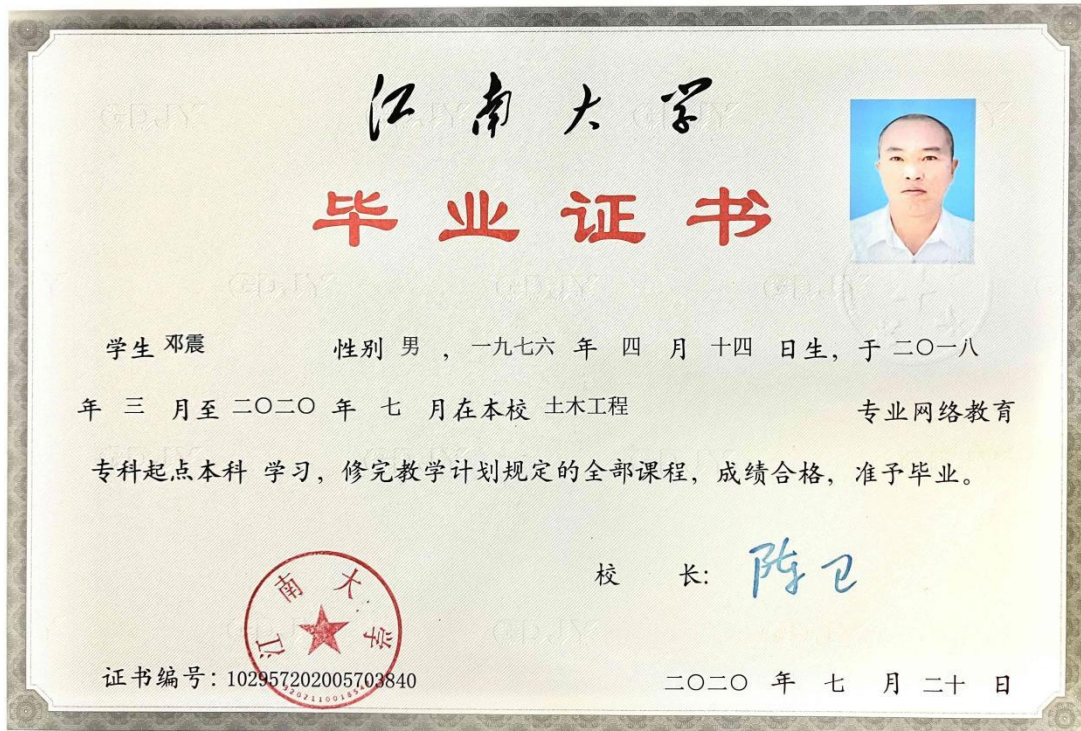 江南大学
毕业证书
学生 邓震 性别 男 , 一九七六 年 四 月 十四 日生, 于 二〇一八
年 三 月至 二〇二〇 年 七 月在本校 土木工程 专业网络教育
专科起点本科 学习, 修完教学计划规定的全部课程, 成绩合格, 准予毕业。
校 长: 陈卫
江南大学
证书编号: 102957202005703840
二〇二〇 年 七 月 二十 日